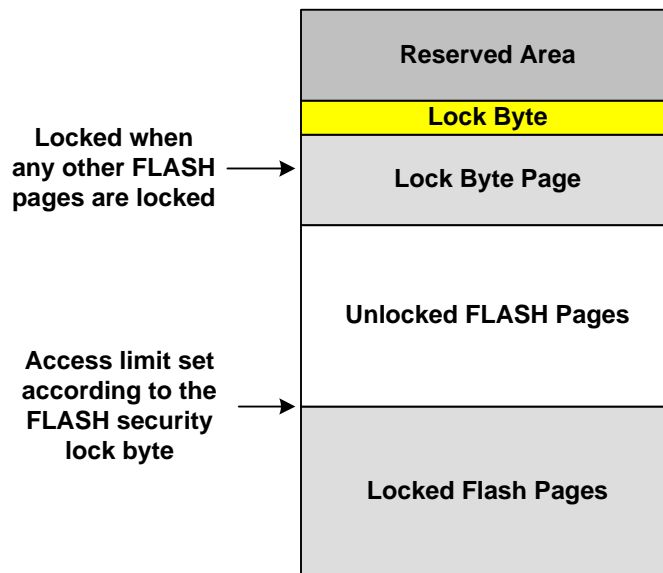 Reserved Area
Lock Byte
Locked when
any other FLASH
pages are locked
Lock Byte Page
Unlocked FLASH Pages
Access limit set
according to the
FLASH security
lock byte
Locked Flash Pages